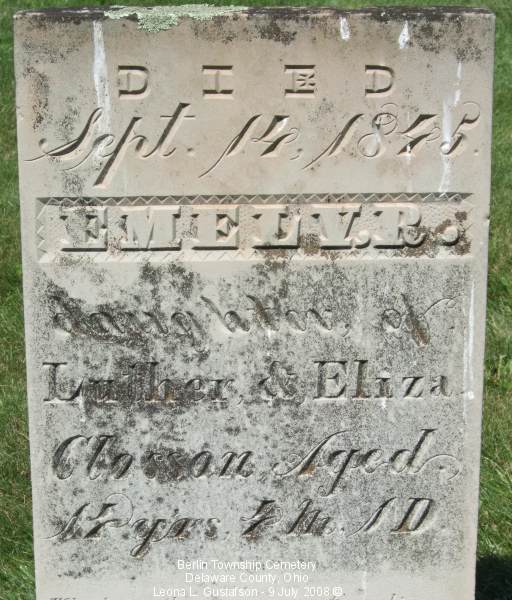 DIED
Sept. 14, 1845.
EMELY.R.
daughter, of
Luther, & Eliza
Closson, Aged,
14 yrs. 4 m. 1 D
Berlin Township Cemetery
Delaware County, Ohio
Leona L. Gustafson - 9 July 2008 ©